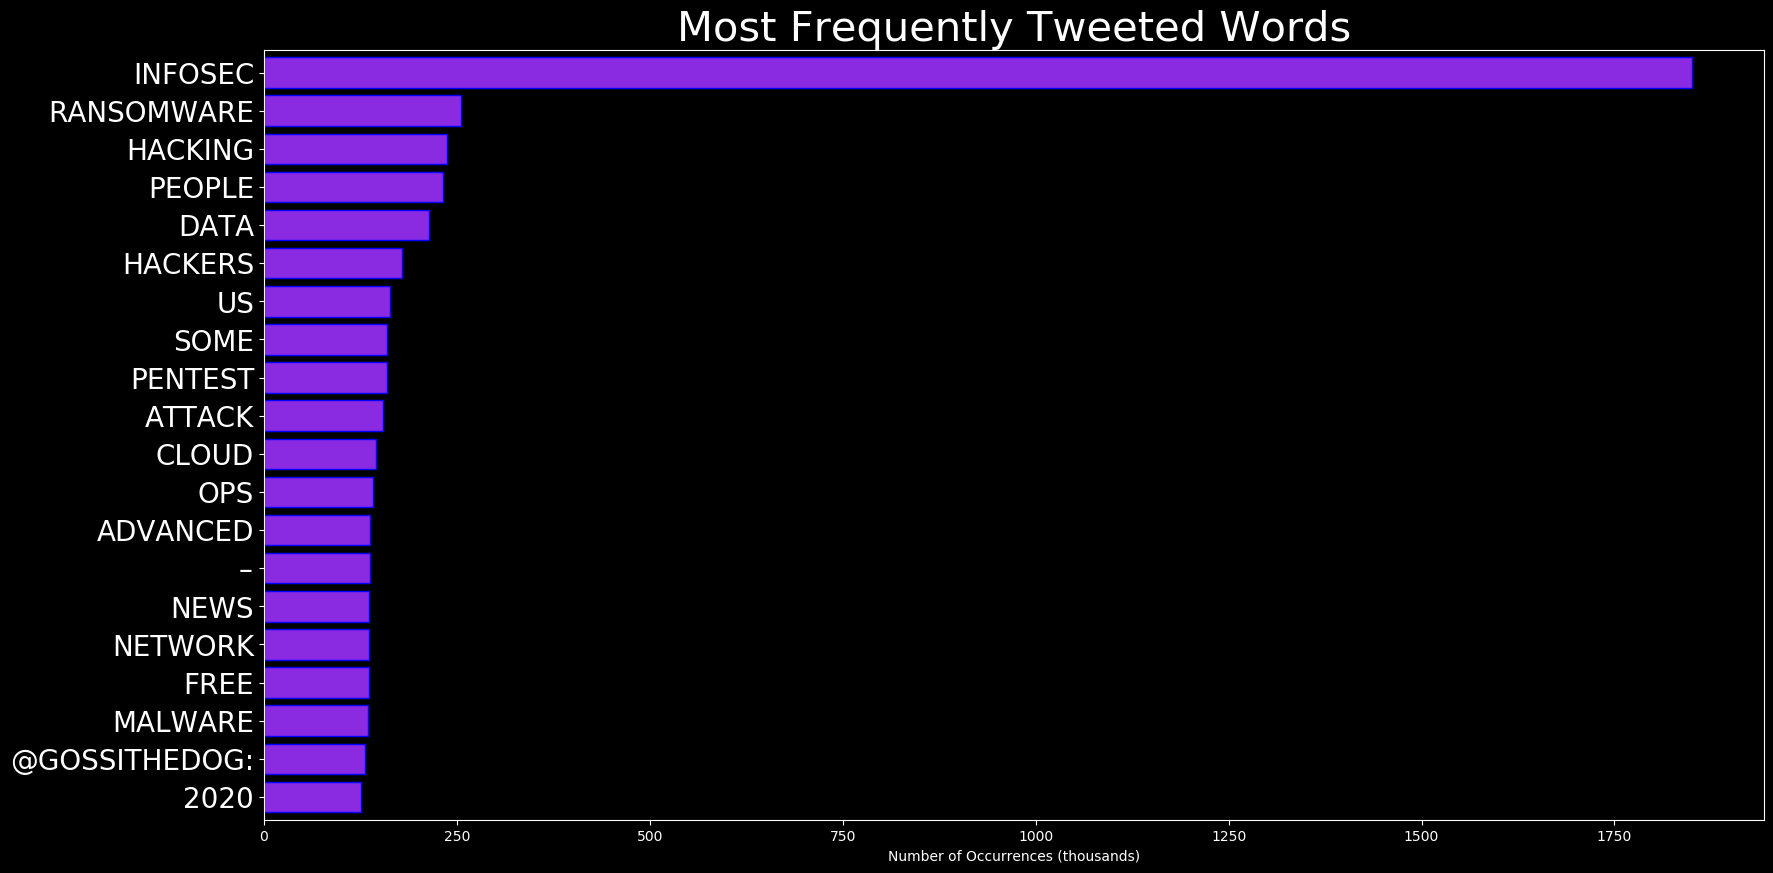 Most Frequently Tweeted Words
INFOSEC
RANSOMWARE
HACKING
PEOPLE
DATA
HACKERS
US
SOME
PENTEST
ATTACK
CLOUD
OPS
ADVANCED
–
NEWS
NETWORK
FREE
MALWARE
@GOSSITHEDOG:
2020
0 250 500 750 1000 1250 1500 1750
Number of Occurrences (thousands)